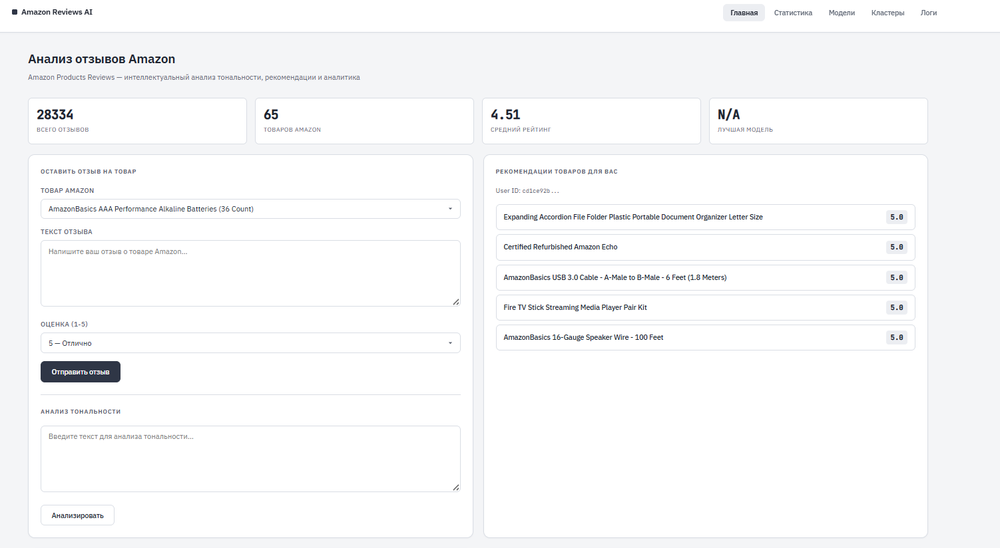 Amazon Reviews AI
Главная Статистика Модели Кластеры Логи
Анализ отзывов Amazon
Amazon Products Reviews — интеллектуальный анализ тональности, рекомендации и аналитика
28334
ВСЕГО ОТЗЫВОВ
65
ТОВАРОВ AMAZON
4.51
СРЕДНИЙ РЕЙТИНГ
N/A
ЛУЧШАЯ МОДЕЛЬ
ОСТАВИТЬ ОТЗЫВ НА ТОВАР
ТОВАР AMAZON
AmazonBasics AAA Performance Alkaline Batteries (36 Count)
ТЕКСТ ОТЗЫВА
Напишите ваш отзыв о товаре Amazon...
ОЦЕНКА (1-5)
5 — Отлично
Отправить отзыв
АНАЛИЗ ТОНАЛЬНОСТИ
Введите текст для анализа тональности...
Анализировать
РЕКОМЕНДАЦИИ ТОВАРОВ ДЛЯ ВАС
User ID: cd1ce92b...
Expanding Accordion File Folder Plastic Portable Document Organizer Letter Size 5.0
Certified Refurbished Amazon Echo 5.0
AmazonBasics USB 3.0 Cable - A-Male to B-Male - 6 Feet (1.8 Meters) 5.0
Fire TV Stick Streaming Media Player Pair Kit 5.0
AmazonBasics 16-Gauge Speaker Wire - 100 Feet 5.0